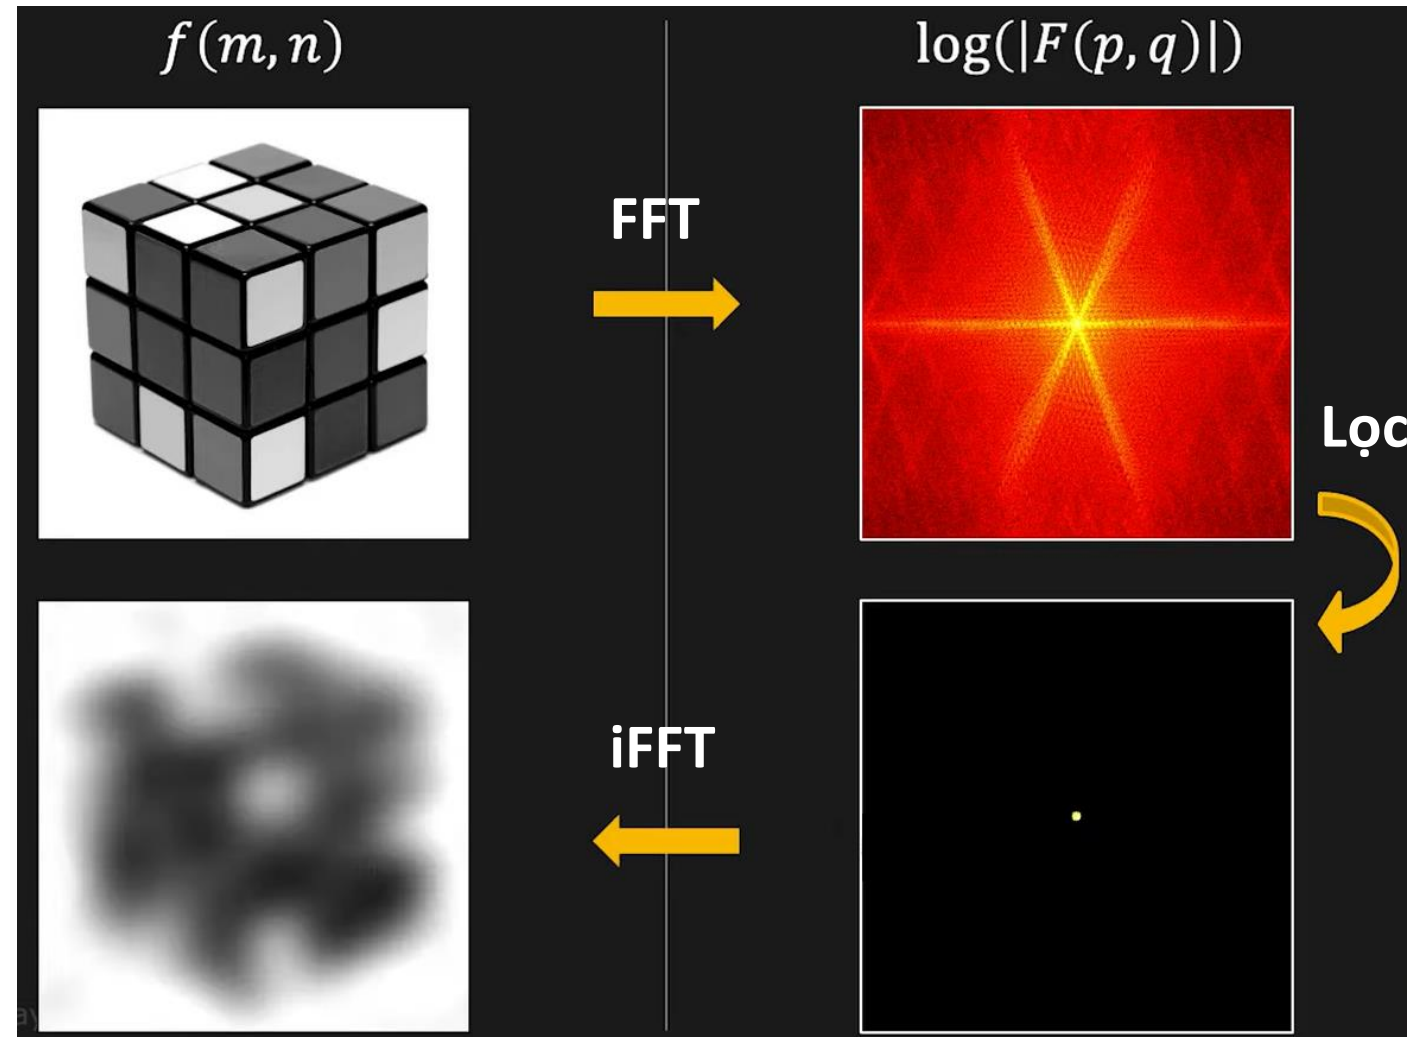 f(m, n)
log(|F(p, q)|)
FFT
Lọc
iFFT